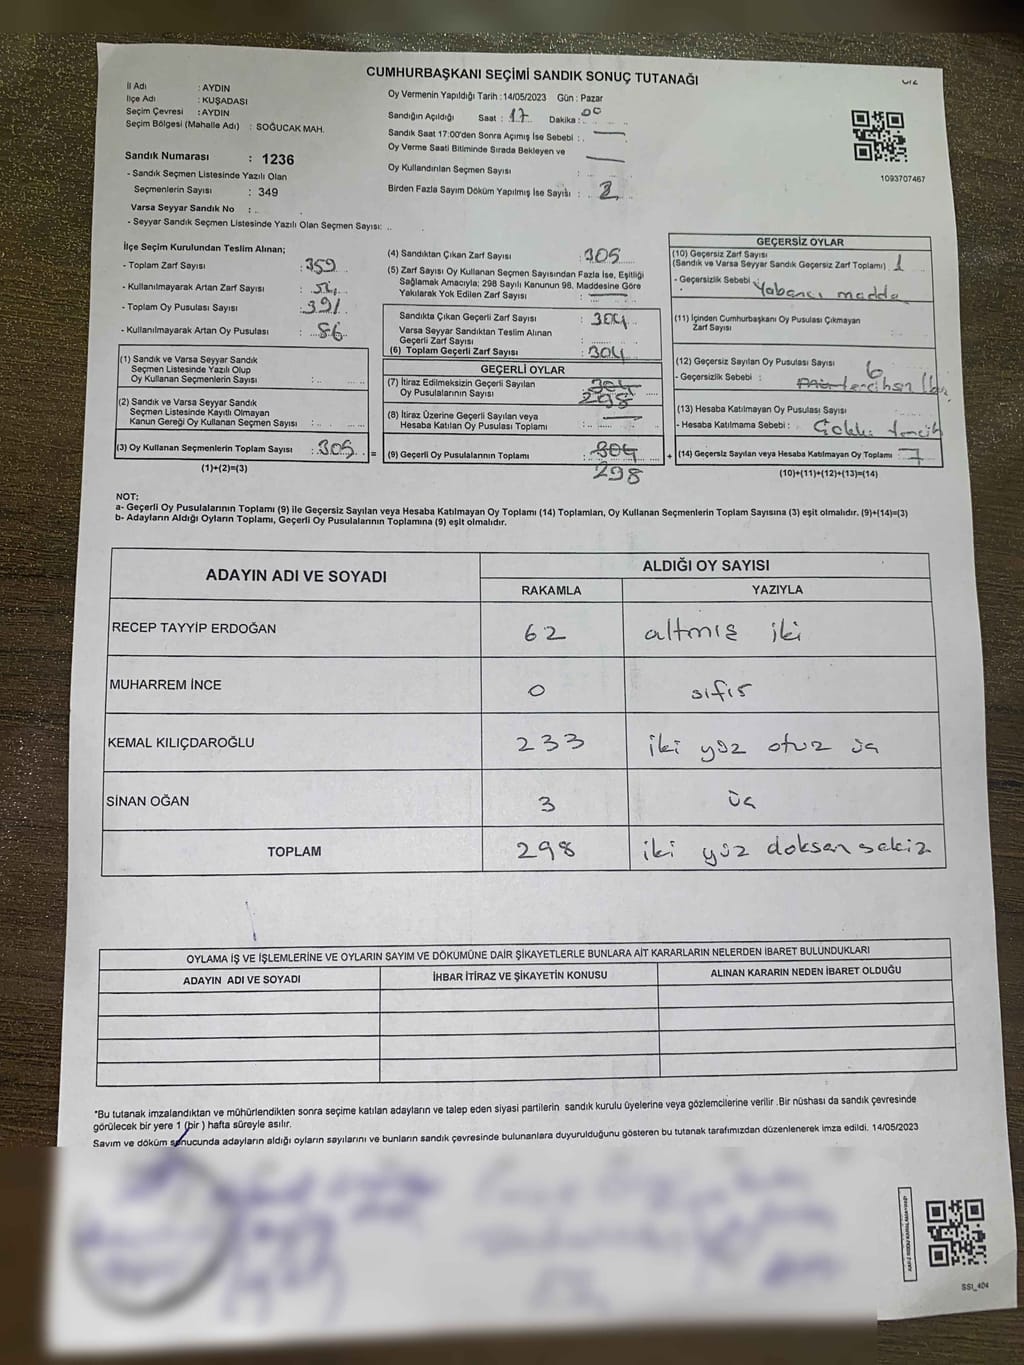 CUMHURBAŞKANI SEÇİMİ SANDIK SONUÇ TUTANAĞI
İl Adı : AYDIN
İlçe Adı : KUŞADASI
Seçim Çevresi : AYDIN
Seçim Bölgesi (Mahalle Adı) : SOĞUCAK MAH.
Sandık Numarası : 1236
- Sandık Seçmen Listesinde Yazılı Olan
Seçmenlerin Sayısı : 349
Varsa Seyyar Sandık No :
- Seyyar Sandık Seçmen Listesinde Yazılı Olan Seçmen Sayısı:
Oy Vermenin Yapıldığı Tarih :14/05/2023 Gün : Pazar
Sandığın Açıldığı Saat : 17 Dakika : 00
Sandık Saat 17:00'den Sonra Açımış İse Sebebi :
Oy Verme Saati Bitiminde Sırada Bekleyen ve
Oy Kullandırılan Seçmen Sayısı :
Birden Fazla Sayım Döküm Yapılmış İse Sayısı : 2
1093707467
İlçe Seçim Kurulundan Teslim Alınan;
- Toplam Zarf Sayısı : 359
- Kullanılmayarak Artan Zarf Sayısı : 54
- Toplam Oy Pusulası Sayısı : 391
- Kullanılmayarak Artan Oy Pusulası : 86
(1) Sandık ve Varsa Seyyar Sandık
Seçmen Listesinde Yazılı Olup
Oy Kullanan Seçmenlerin Sayısı :
(2) Sandık ve Varsa Seyyar Sandık
Seçmen Listesinde Kayıtlı Olmayan
Kanun Gereği Oy Kullanan Seçmen Sayısı :
(3) Oy Kullanan Seçmenlerin Toplam Sayısı : 305 =
(1)+(2)=(3)
(4) Sandıktan Çıkan Zarf Sayısı : 305
(5) Zarf Sayısı Oy Kullanan Seçmen Sayısından Fazla İse, Eşitliği
Sağlamak Amacıyla; 298 Sayılı Kanunun 98. Maddesine Göre
Yakılarak Yok Edilen Zarf Sayısı :
Sandıkta Çıkan Geçerli Zarf Sayısı : 304
Varsa Seyyar Sandıktan Teslim Alınan
Geçerli Zarf Sayısı :
(6) Toplam Geçerli Zarf Sayısı : 304
GEÇERLİ OYLAR
(7) İtiraz Edilmeksizin Geçerli Sayılan
Oy Pusulalarının Sayısı : 304 298
(8) İtiraz Üzerine Geçerli Sayılan veya
Hesaba Katılan Oy Pusulası Toplamı :
(9) Geçerli Oy Pusulalarının Toplamı : 304 +
298
GEÇERSİZ OYLAR
(10) Geçersiz Zarf Sayısı
(Sandık ve Varsa Seyyar Sandık Geçersiz Zarf Toplamı) 1
- Geçersizlik Sebebi : Yabancı madde
(11) İçinden Cumhurbaşkanı Oy Pusulası Çıkmayan
Zarf Sayısı :
(12) Geçersiz Sayılan Oy Pusulası Sayısı 6
- Geçersizlik Sebebi :
(13) Hesaba Katılmayan Oy Pusulası Sayısı
- Hesaba Katılmama Sebebi : Çoklu tercih
(14) Geçersiz Sayılan veya Hesaba Katılmayan Oy Toplamı : 7
(10)+(11)+(12)+(13)=(14)
NOT:
a- Geçerli Oy Pusulalarının Toplamı (9) ile Geçersiz Sayılan veya Hesaba Katılmayan Oy Toplamı (14) Toplamları, Oy Kullanan Seçmenlerin Toplam Sayısına (3) eşit olmalıdır. (9)+(14)=(3)
b- Adayların Aldığı Oyların Toplamı, Geçerli Oy Pusulalarının Toplamına (9) eşit olmalıdır.
ADAYIN ADI VE SOYADI ALDIĞI OY SAYISI
RAKAMLA YAZIYLA
RECEP TAYYİP ERDOĞAN 62 altmış iki
MUHARREM İNCE 0 sıfır
KEMAL KILIÇDAROĞLU 233 iki yüz otuz üç
SİNAN OĞAN 3 üç
TOPLAM 298 iki yüz doksan sekiz
OYLAMA İŞ VE İŞLEMLERİNE VE OYLARIN SAYIM VE DÖKÜMÜNE DAİR ŞİKAYETLERLE BUNLARA AİT KARARLARIN NELERDEN İBARET BULUNDUKLARI
ADAYIN ADI VE SOYADI İHBAR İTİRAZ VE ŞİKAYETİN KONUSU ALINAN KARARIN NEDEN İBARET OLDUĞU
*Bu tutanak imzalandıktan ve mühürlendikten sonra seçime katılan adayların ve talep eden siyasi partilerin sandık kurulu üyelerine veya gözlemcilerine verilir .Bir nüshası da sandık çevresinde
görülecek bir yere 1 (bir ) hafta süreyle asılır.
Sayım ve döküm sonucunda adayların aldığı oyların sayılarını ve bunların sandık çevresinde bulunanlara duyurulduğunu gösteren bu tutanak tarafımızdan düzenlenerek imza edildi. 14/05/2023
SSI_404